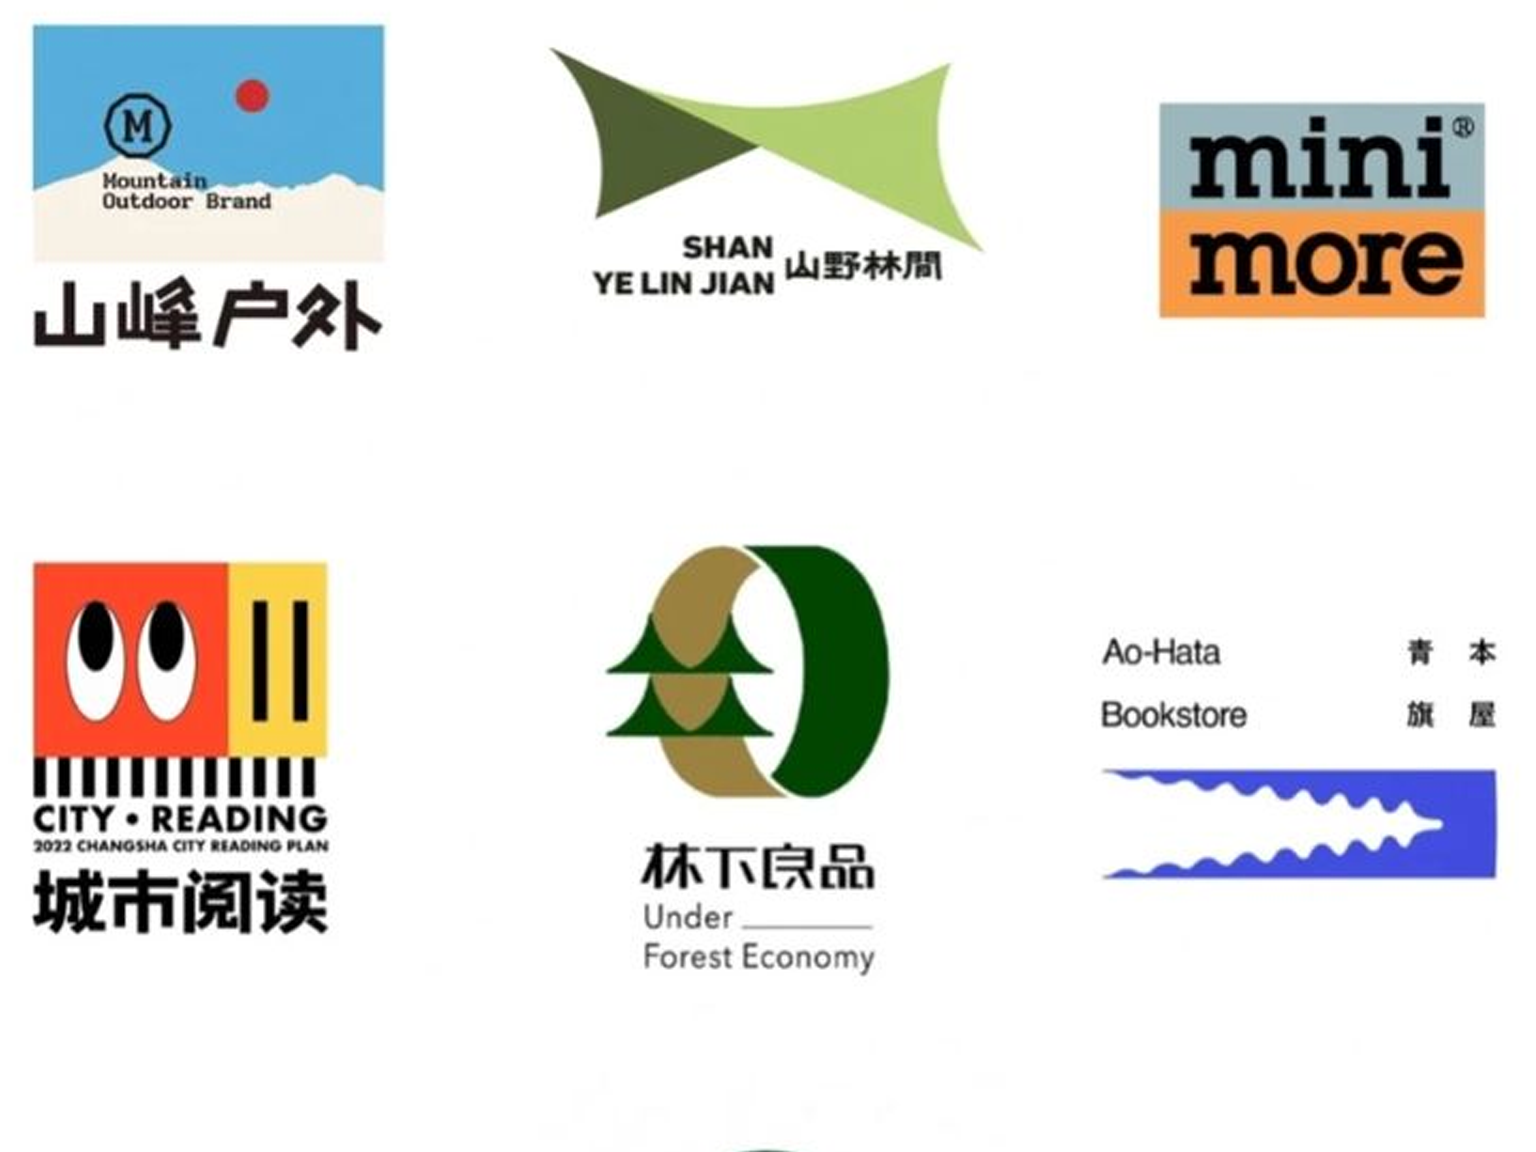 M
Mountain
Outdoor Brand
山峰户外
SHAN
YE LIN JIAN
山野林間
mini®
more
CITY • READING
2022 CHANGSHA CITY READING PLAN
城市阅读
林下良品
Under
Forest Economy
Ao-Hata 青 本
Bookstore 旗 屋